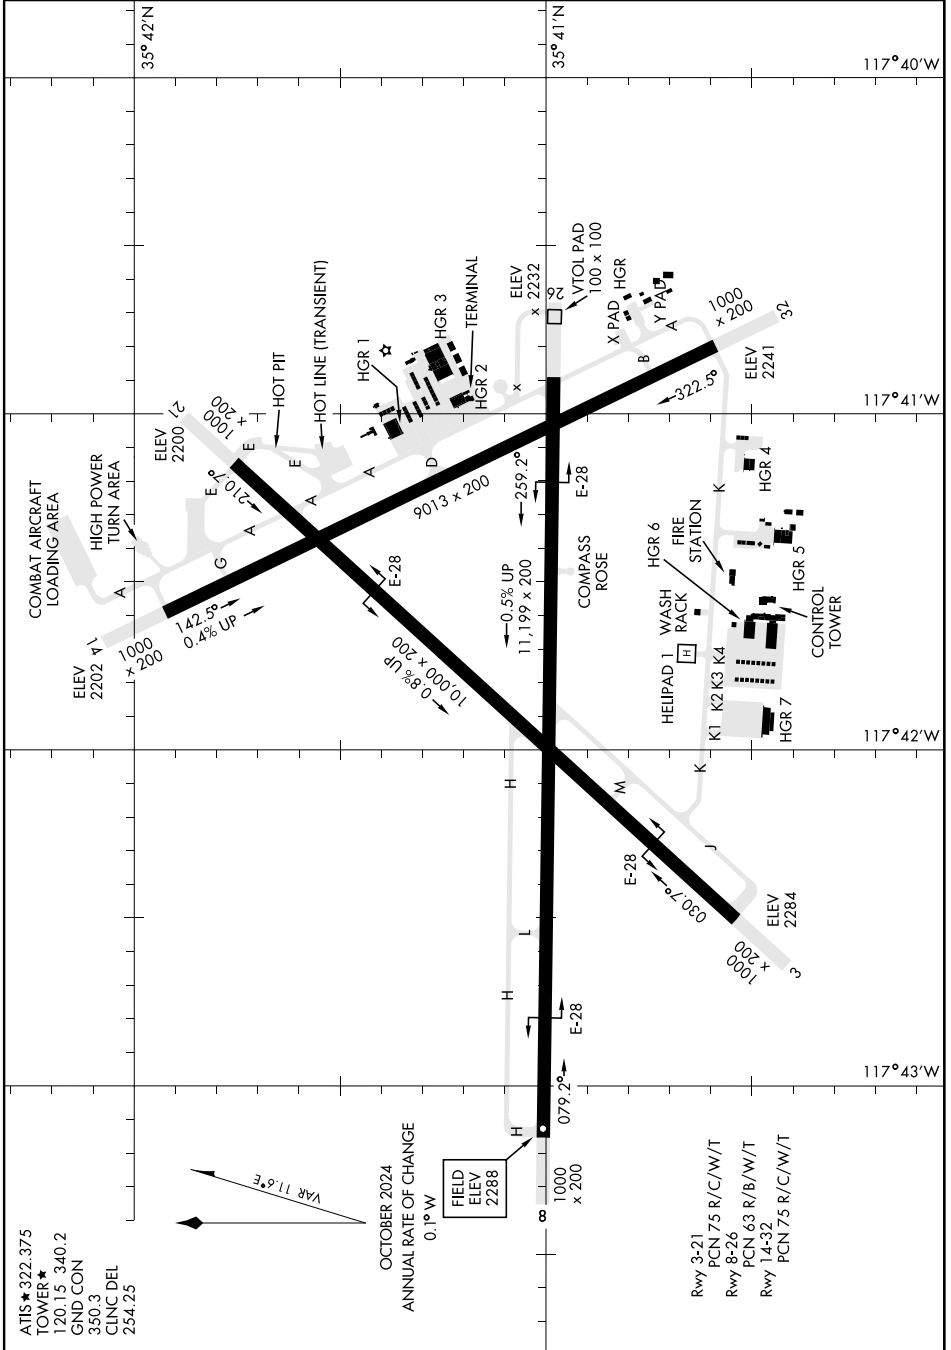 ATIS★322.375
TOWER★
120.15 340.2
GND CON
350.3
CLNC DEL
254.25
VAR 11.6°E
OCTOBER 2024
ANNUAL RATE OF CHANGE
0.1° W
35°42'N
35°41'N
117°40'W
117°41'W
117°42'W
117°43'W
COMBAT AIRCRAFT
LOADING AREA
HIGH POWER
TURN AREA
ELEV
2200
21
1000
x 200
210.7°
HOT PIT
HOT LINE (TRANSIENT)
HGR 1
HGR 3
TERMINAL
HGR 2
E
E
E
A
A
A
A
G
D
ELEV
2202
14
1000
x 200
142.5°
0.4% UP
9013 x 200
E-28
0.8% UP
10,000 x 200
ELEV
2232
x
x
26
VTOL PAD
100 x 100
X PAD
HGR
Y PAD
A
B
1000
x 200
32
ELEV
2241
322.5°
259.2°
E-28
0.5% UP
11,199 x 200
COMPASS
ROSE
HGR 6
FIRE
STATION
K
HGR 4
HGR 5
CONTROL
TOWER
WASH
RACK
HELIPAD 1
H
K1
K2
K3
K4
HGR 7
K
M
J
E-28
030.7°
ELEV
2284
1000
x 200
3
H
L
H
E-28
H
079.2°
FIELD
ELEV
2288
1000
x 200
8
Rwy 3-21
PCN 75 R/C/W/T
Rwy 8-26
PCN 63 R/B/W/T
Rwy 14-32
PCN 75 R/C/W/T